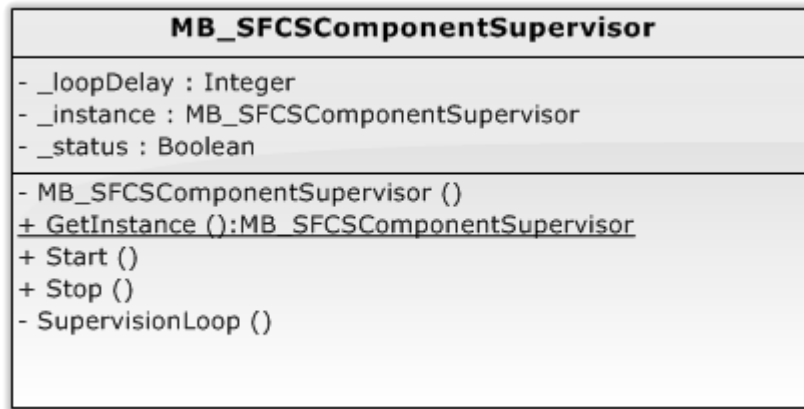 MB_SFCSComponentSupervisor
- _loopDelay : Integer
- _instance : MB_SFCSComponentSupervisor
- _status : Boolean
- MB_SFCSComponentSupervisor ()
+ GetInstance ():MB_SFCSComponentSupervisor
+ Start ()
+ Stop ()
- SupervisionLoop ()